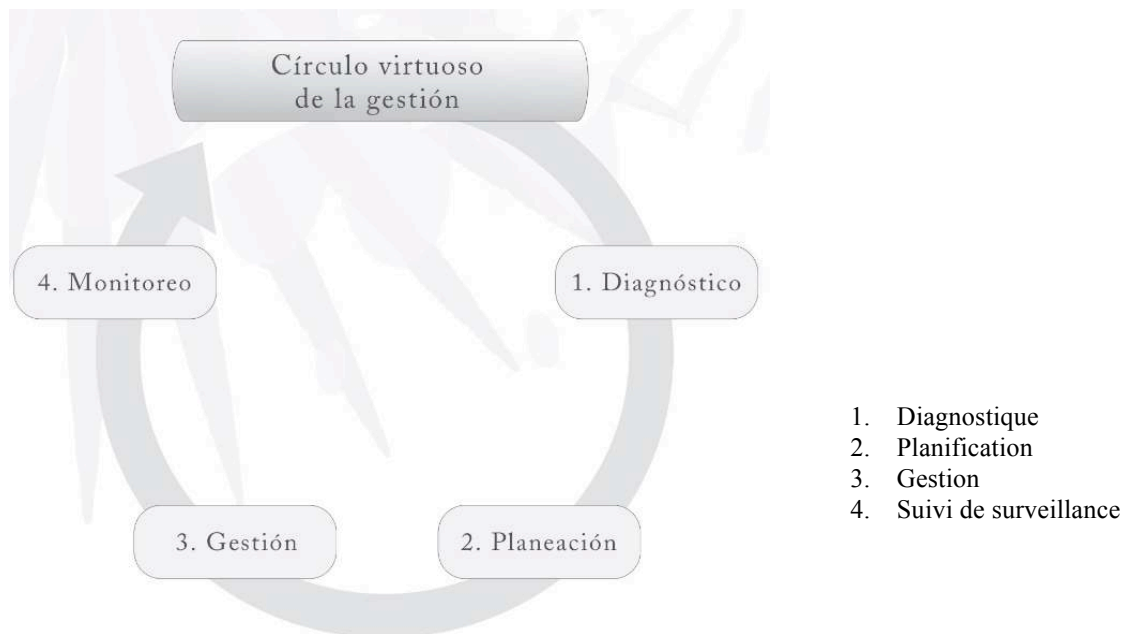 Círculo virtuoso
de la gestión
4. Monitoreo
1. Diagnóstico
3. Gestión
2. Planeación
1. Diagnostique
2. Planification
3. Gestion
4. Suivi de surveillance